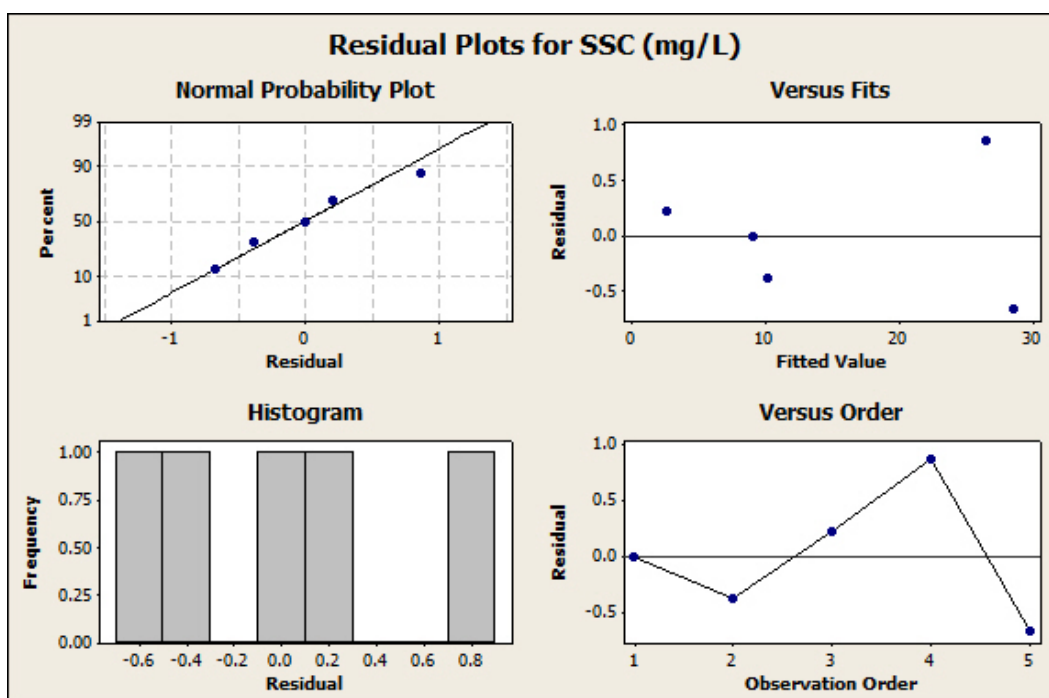 Residual Plots for SSC (mg/L)
Normal Probability Plot
99
90
50
10
1
Percent
-1 0 1
Residual
Versus Fits
1.0
0.5
0.0
-0.5
Residual
0 10 20 30
Fitted Value
Histogram
1.00
0.75
0.50
0.25
0.00
Frequency
-0.6 -0.4 -0.2 0.0 0.2 0.4 0.6 0.8
Residual
Versus Order
1.0
0.5
0.0
-0.5
Residual
1 2 3 4 5
Observation Order